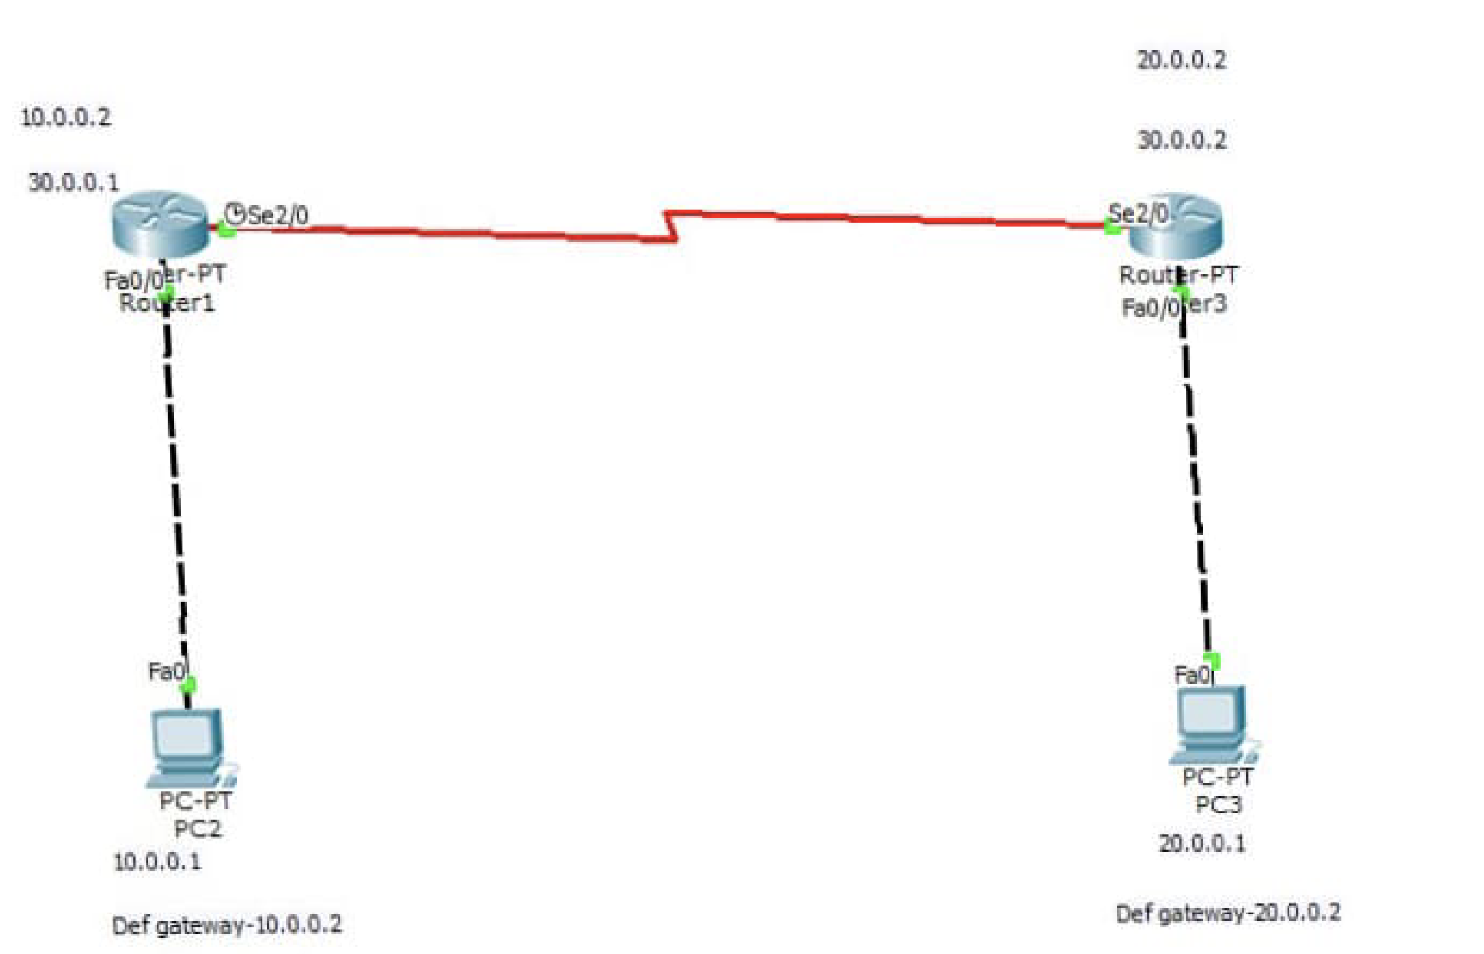 20.0.0.2
10.0.0.2
30.0.0.2
30.0.0.1
Se2/0
Se2/0
Fa0/0 er-PT
Router1
Router-PT
Fa0/0 er3
Fa0
Fa0
PC-PT
PC2
PC-PT
PC3
10.0.0.1
20.0.0.1
Def gateway-10.0.0.2
Def gateway-20.0.0.2